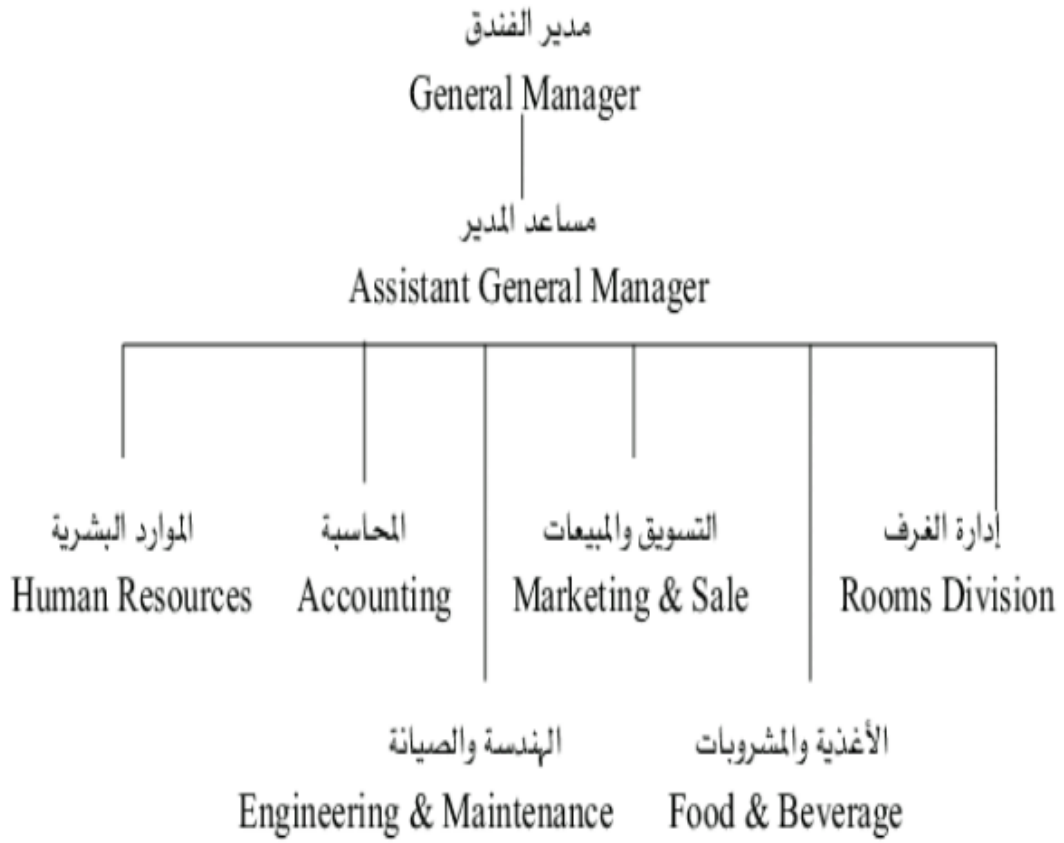 مدير الفندق
General Manager
مساعد المدير
Assistant General Manager
الموارد البشرية
Human Resources
المحاسبة
Accounting
التسويق والمبيعات
Marketing & Sale
إدارة الغرف
Rooms Division
الهندسة والصيانة
Engineering & Maintenance
الأغذية والمشروبات
Food & Beverage